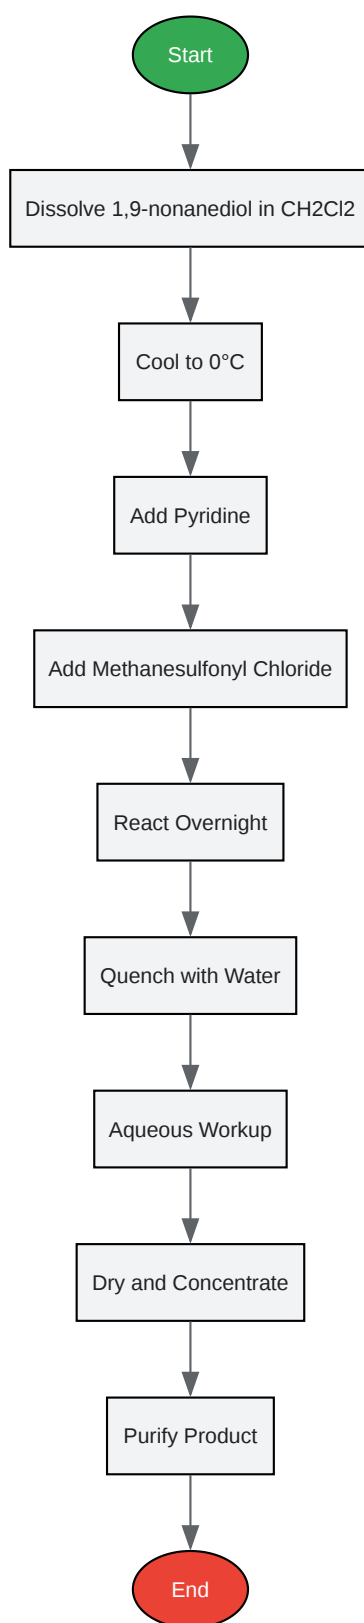 Start
Dissolve 1,9-nonanediol in CH2Cl2
Cool to 0°C
Add Pyridine
Add Methanesulfonyl Chloride
React Overnight
Quench with Water
Aqueous Workup
Dry and Concentrate
Purify Product
End